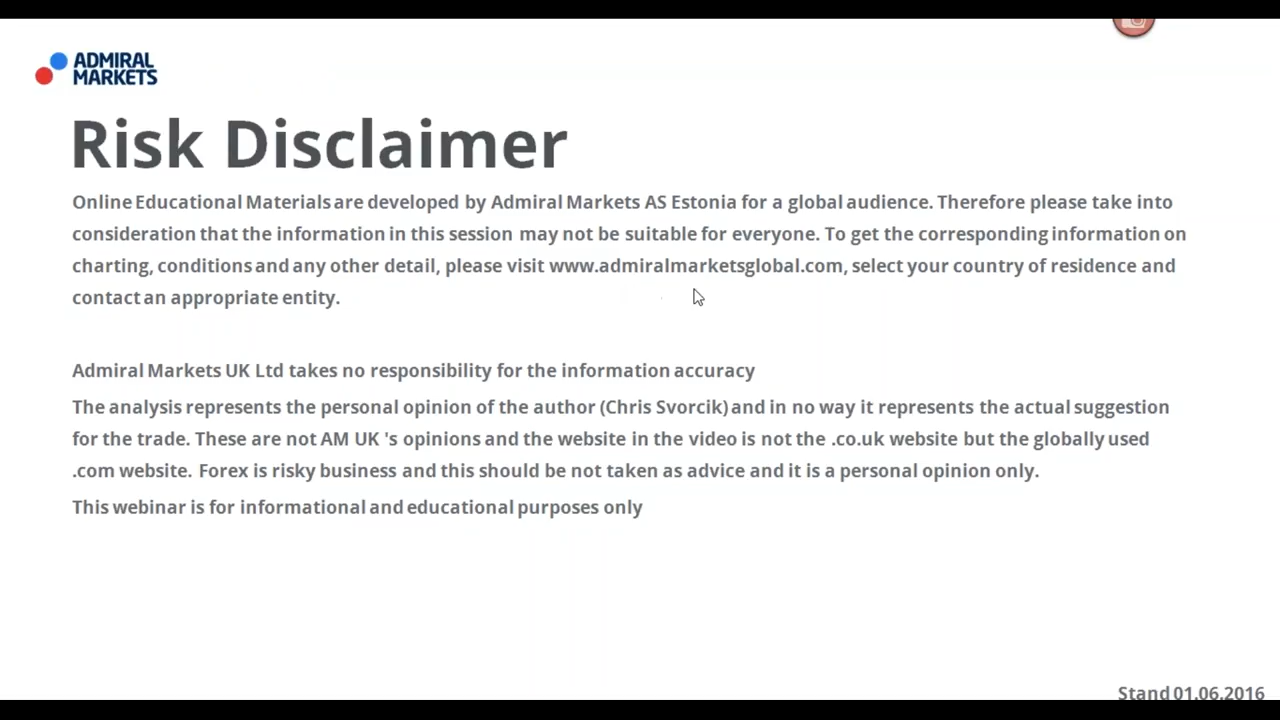 ADMIRAL
MARKETS
Risk Disclaimer
Online Educational Materials are developed by Admiral Markets AS Estonia for a global audience. Therefore please take into
consideration that the information in this session may not be suitable for everyone. To get the corresponding information on
charting, conditions and any other detail, please visit www.admiralmarketsglobal.com, select your country of residence and
contact an appropriate entity.
Admiral Markets UK Ltd takes no responsibility for the information accuracy
The analysis represents the personal opinion of the author (Chris Svorcik) and in no way it represents the actual suggestion
for the trade. These are not AM UK 's opinions and the website in the video is not the .co.uk website but the globally used
.com website. Forex is risky business and this should be not taken as advice and it is a personal opinion only.
This webinar is for informational and educational purposes only
Stand 01.06.2016